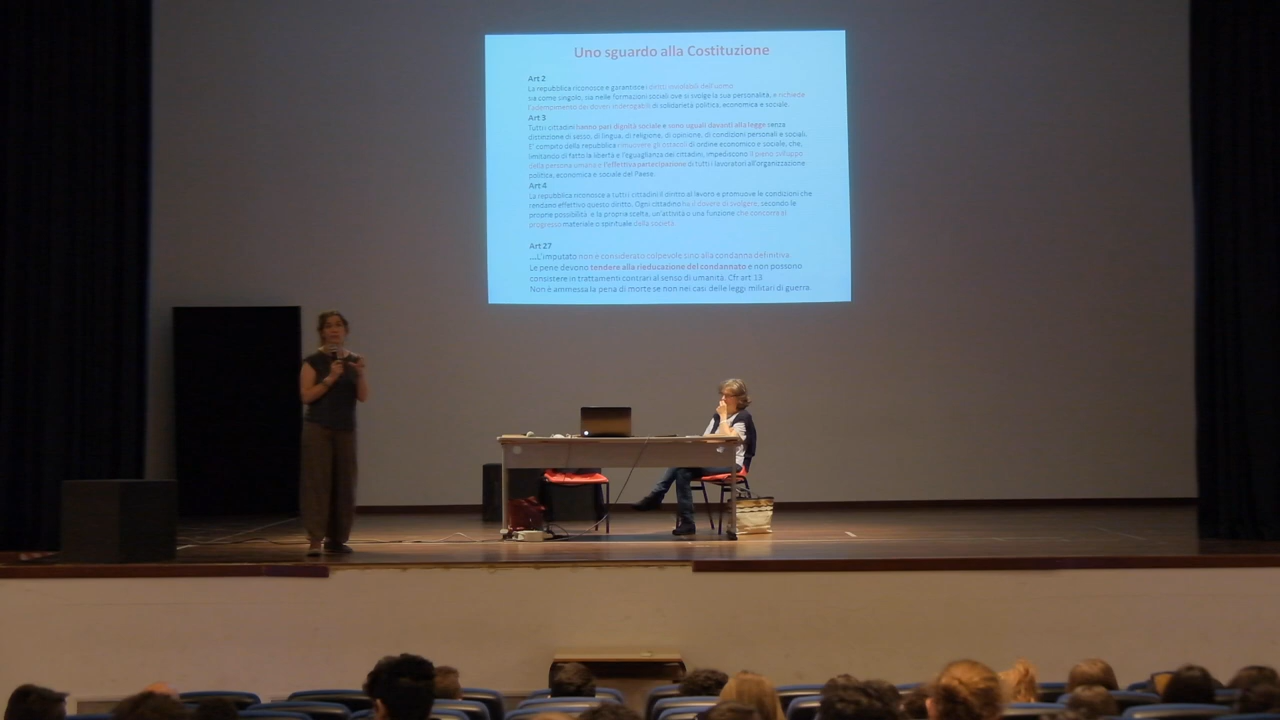 Uno sguardo alla Costituzione
Art 2
La repubblica riconosce e garantisce i diritti inviolabili dell'uomo
sia come singolo, sia nelle formazioni sociali ove si svolge la sua personalità, e richiede
l'adempimento dei doveri inderogabili di solidarietà politica, economica e sociale.
Art 3
Tutti i cittadini hanno pari dignità sociale e sono uguali davanti alla legge senza
distinzione di sesso, di lingua, di religione, di opinione, di condizioni personali e sociali.
E' compito della repubblica rimuovere gli ostacoli di ordine economico e sociale, che,
limitando di fatto la libertà e l'eguaglianza dei cittadini, impediscono il pieno sviluppo
della persona umana e l'effettiva partecipazione di tutti i lavoratori all'organizzazione
politica, economica e sociale del Paese.
Art 4
La repubblica riconosce a tutti i cittadini il diritto al lavoro e promuove le condizioni che
rendano effettivo questo diritto. Ogni cittadino ha il dovere di svolgere, secondo le
proprie possibilità e la propria scelta, un'attività o una funzione che concorre al
progresso materiale o spirituale della società.
Art 27
...L'imputato non è considerato colpevole sino alla condanna definitiva.
Le pene devono tendere alla rieducazione del condannato e non possono
consistere in trattamenti contrari al senso di umanità. Cfr art 13
Non è ammessa la pena di morte se non nei casi delle leggi militari di guerra.